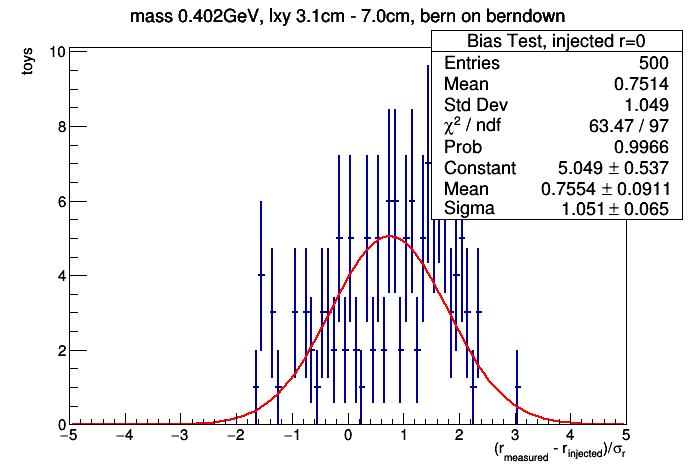 mass 0.402GeV, lxy 3.1cm - 7.0cm, bern on berndown
toys
Bias Test, injected r=0
Entries 500
Mean 0.7514
Std Dev 1.049
χ² / ndf 63.47 / 97
Prob 0.9966
Constant 5.049 ± 0.537
Mean 0.7554 ± 0.0911
Sigma 1.051 ± 0.065
10
8
6
4
2
0
−5 −4 −3 −2 −1 0 1 2 3 4 5
(r_measured - r_injected)/σ_r